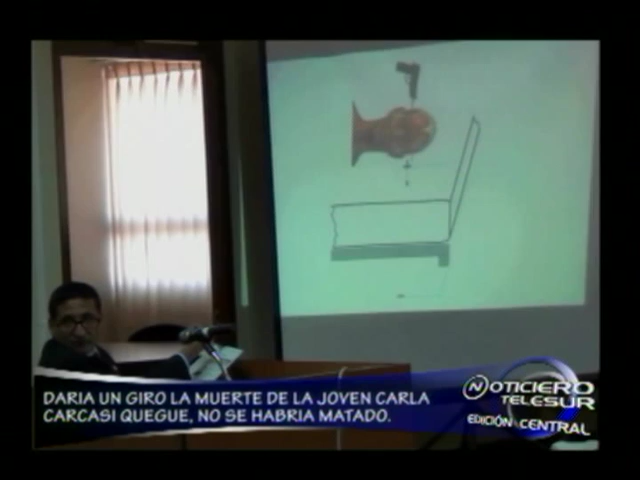 DARIA UN GIRO LA MUERTE DE LA JOVEN CARLA
CARCASI QUEGUE, NO SE HABRIA MATADO.
NOTICIERO
TELESUR
EDICIÓN CENTRAL